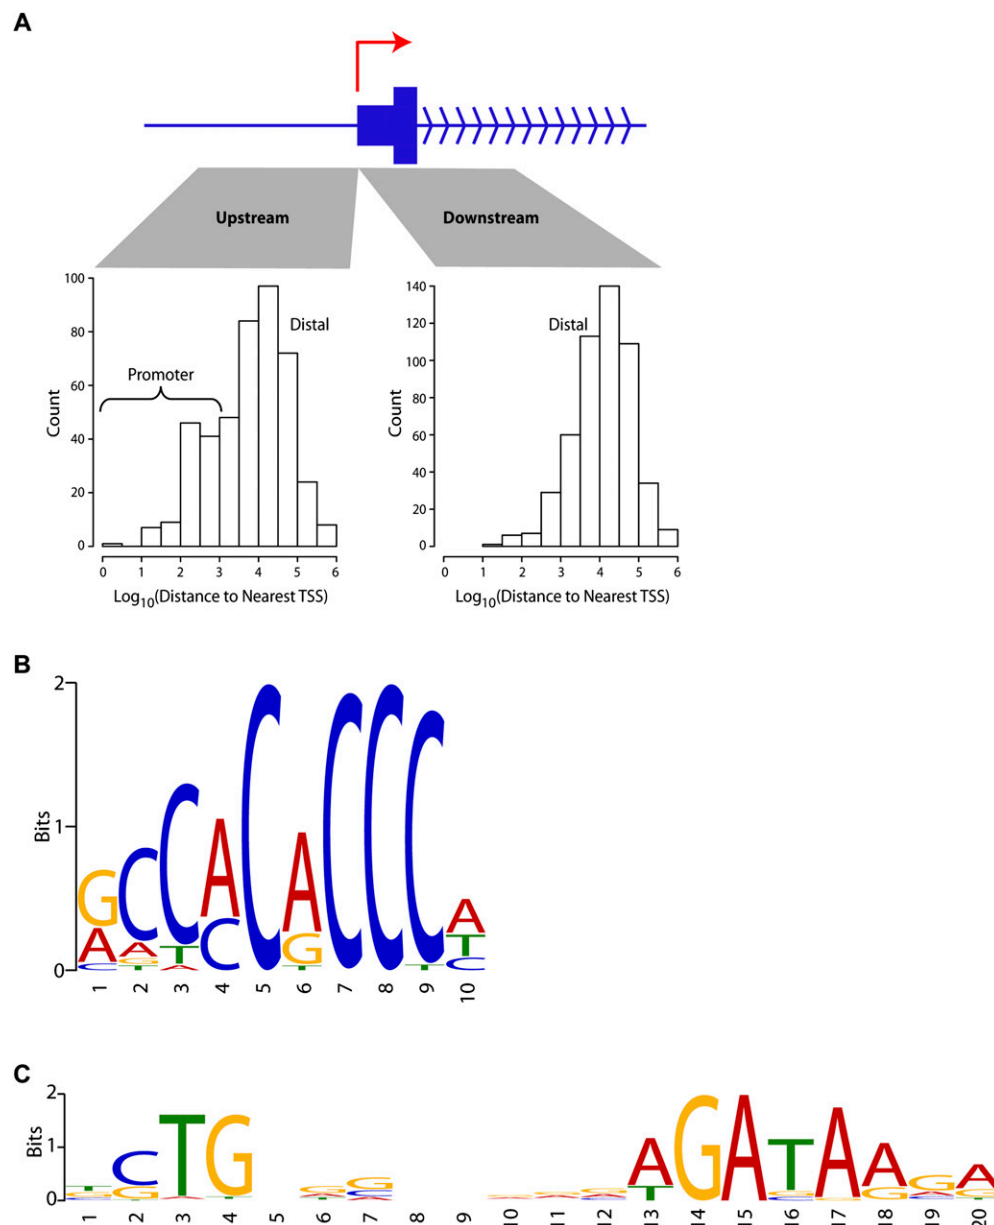 A
Upstream
Downstream
100
80
60
40
20
0
Count
Promoter
Distal
0 1 2 3 4 5 6
Log10(Distance to Nearest TSS)
140
120
100
80
60
40
20
0
Count
Distal
0 1 2 3 4 5 6
Log10(Distance to Nearest TSS)
B
2
1
0
Bits
G C C A C A C C C A
A A T C G T
C G A T T C
T
1 2 3 4 5 6 7 8 9 10
C
2
1
0
Bits
T C T G G G A G A T A A G A
1 2 3 4 5 6 7 8 9 10 11 12 13 14 15 16 17 18 19 20